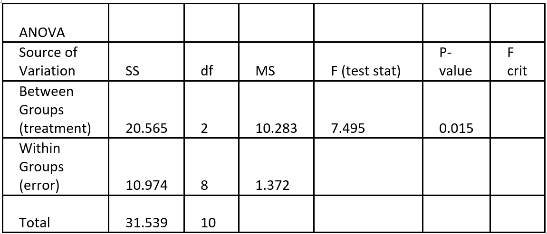 ANOVA
Source of P- F
Variation SS df MS F (test stat) value crit
Between
Groups
(treatment) 20.565 2 10.283 7.495 0.015
Within
Groups
(error) 10.974 8 1.372
Total 31.539 10